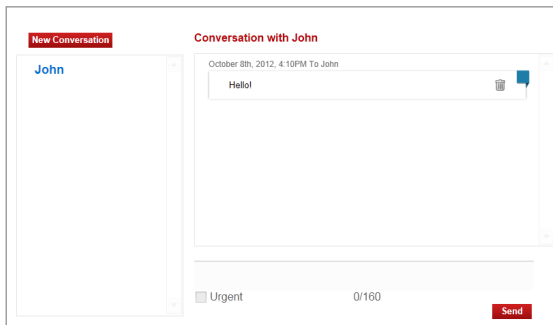 New Conversation
John
Conversation with John
October 8th, 2012, 4:10PM To John
Hello!
Urgent 0/160
Send